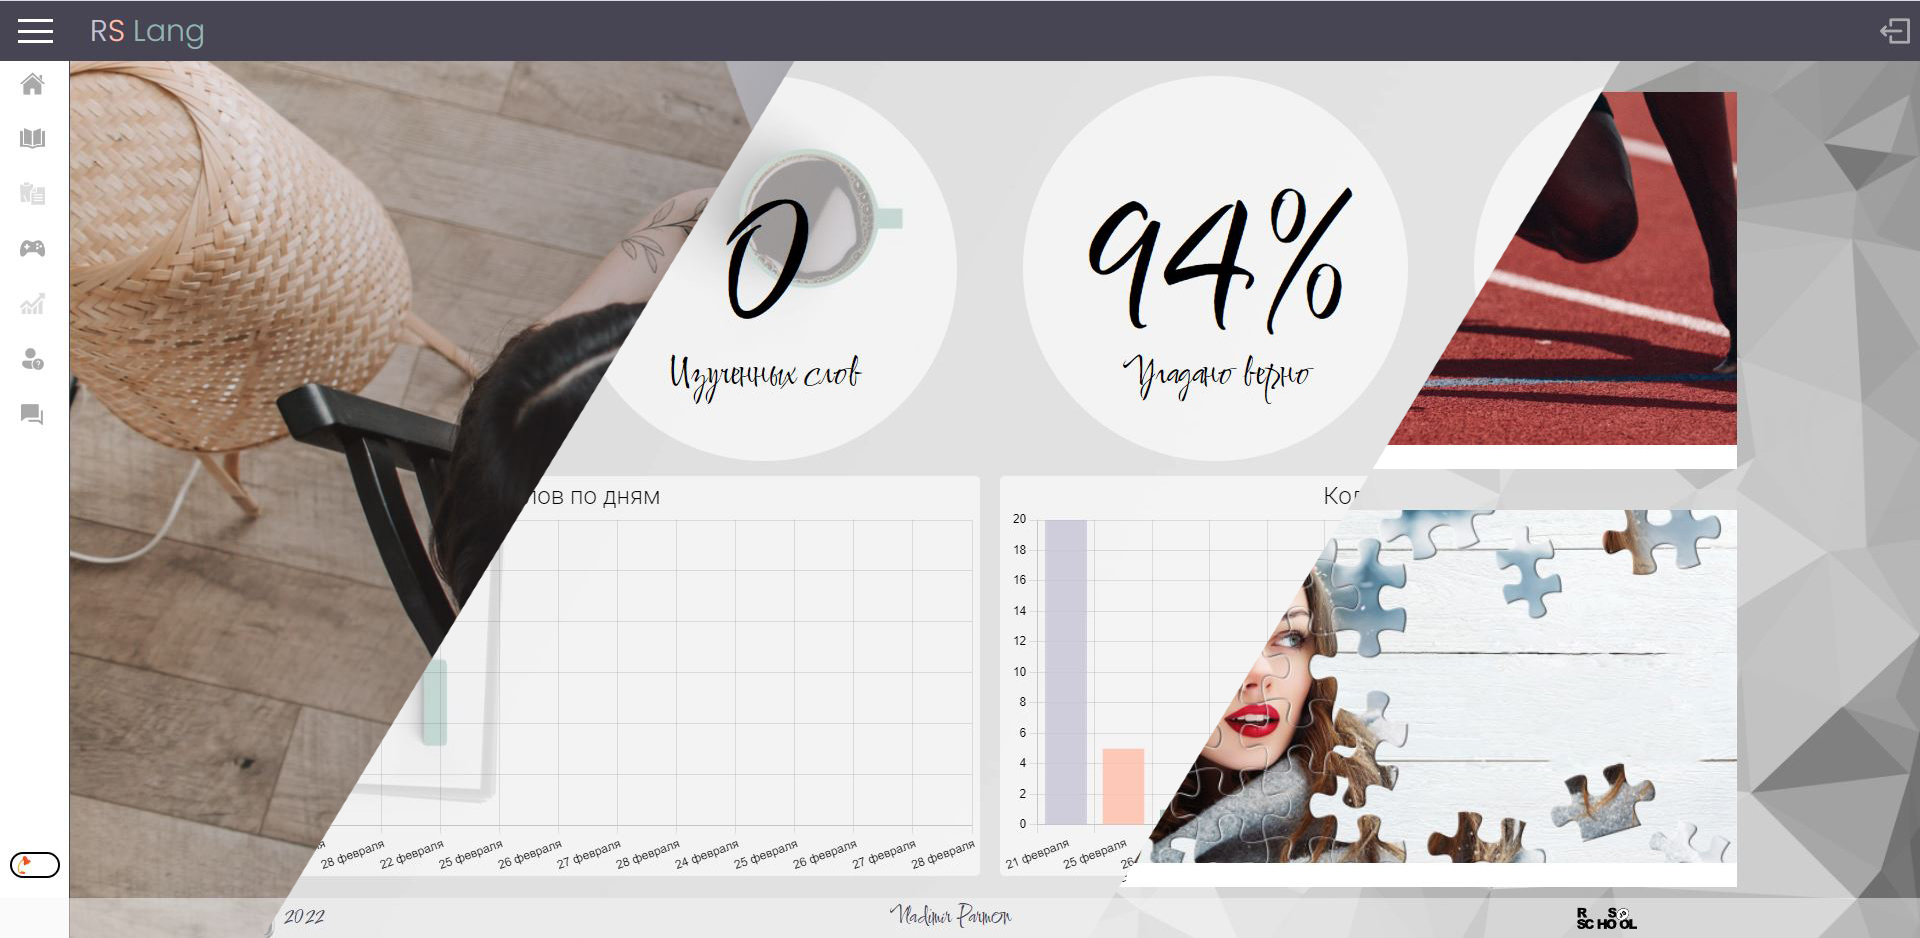 RS Lang
0
Изученных слов
94%
Угадано верно
лов по дням
28 февраля
22 февраля
25 февраля
26 февраля
27 февраля
28 февраля
24 февраля
25 февраля
26 февраля
27 февраля
28 февраля
Кол
20
18
16
14
12
10
8
6
4
2
0
21 февраля
25 февраля
26
2022
Vladimir Parmon
RS
SCHOOL